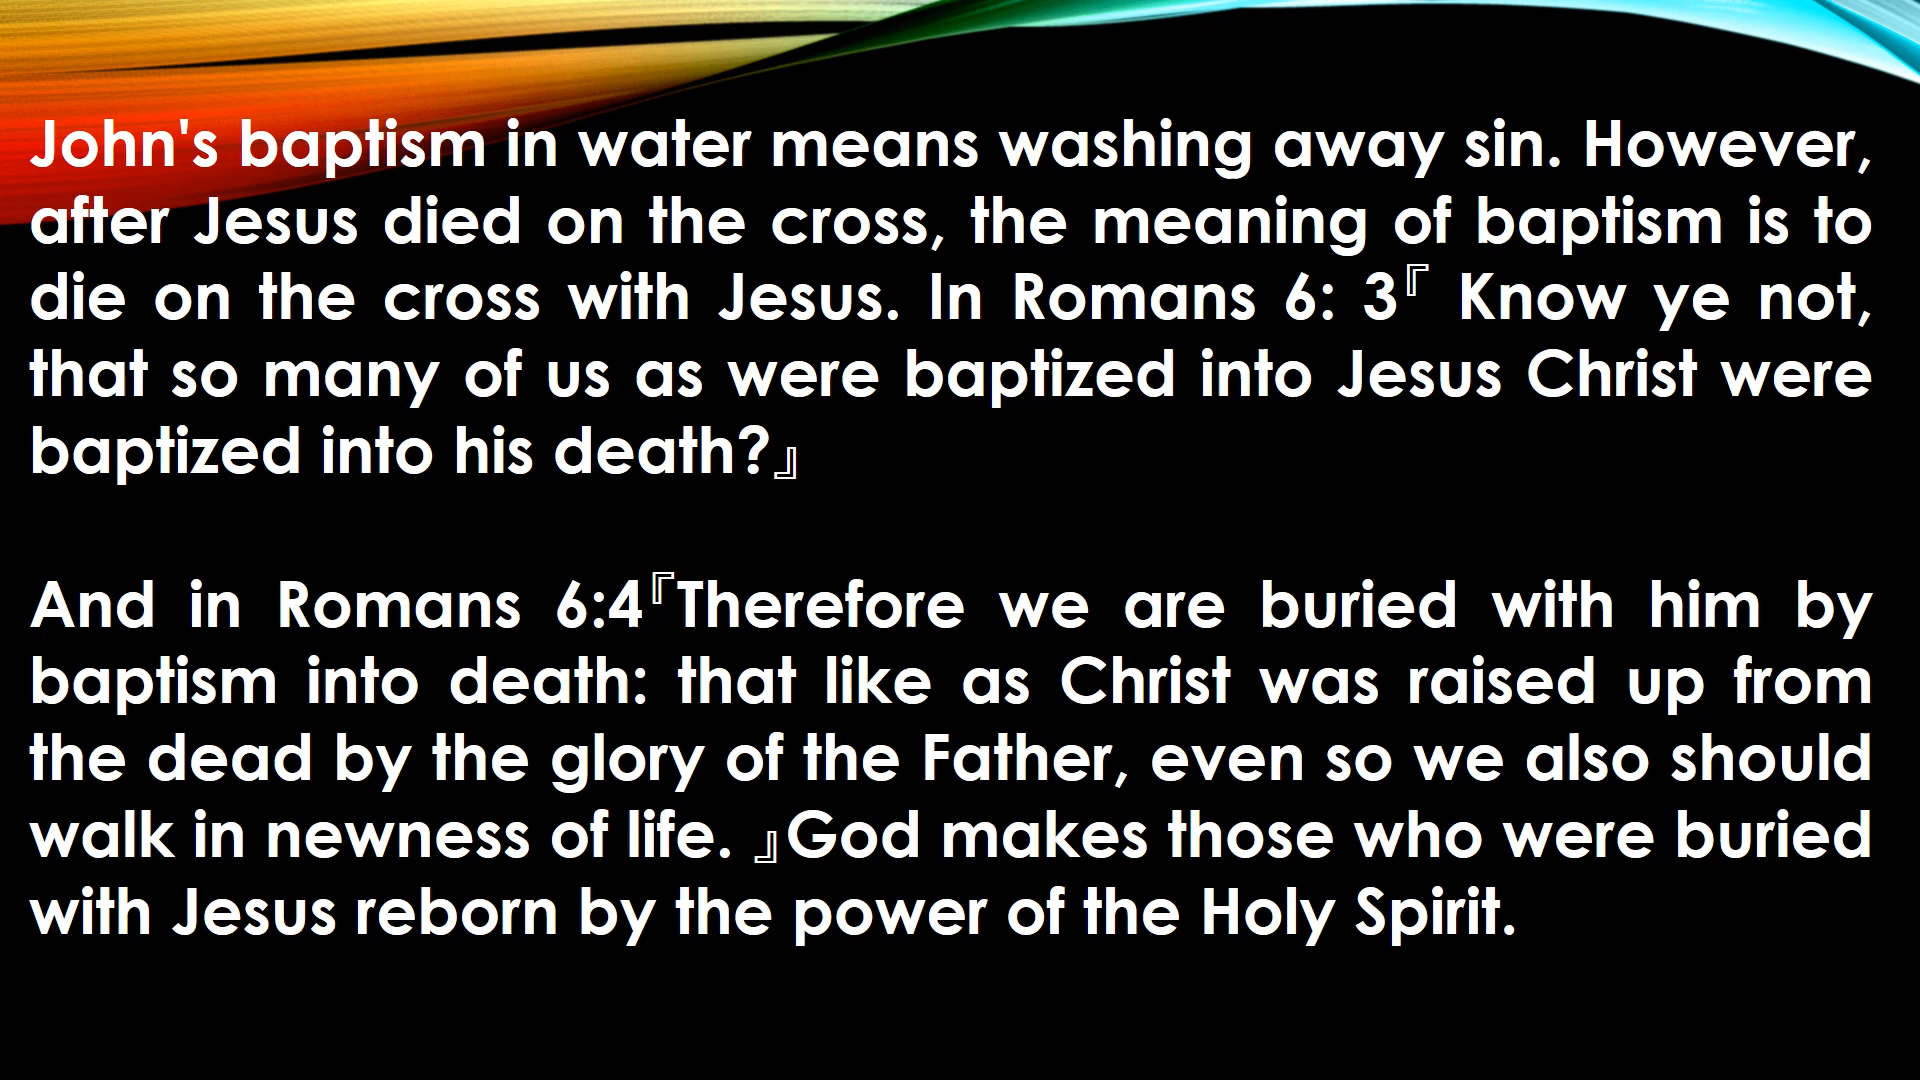 John's baptism in water means washing away sin. However,
after Jesus died on the cross, the meaning of baptism is to
die on the cross with Jesus. In Romans 6: 3『 Know ye not,
that so many of us as were baptized into Jesus Christ were
baptized into his death?』
And in Romans 6:4『Therefore we are buried with him by
baptism into death: that like as Christ was raised up from
the dead by the glory of the Father, even so we also should
walk in newness of life. 』God makes those who were buried
with Jesus reborn by the power of the Holy Spirit.